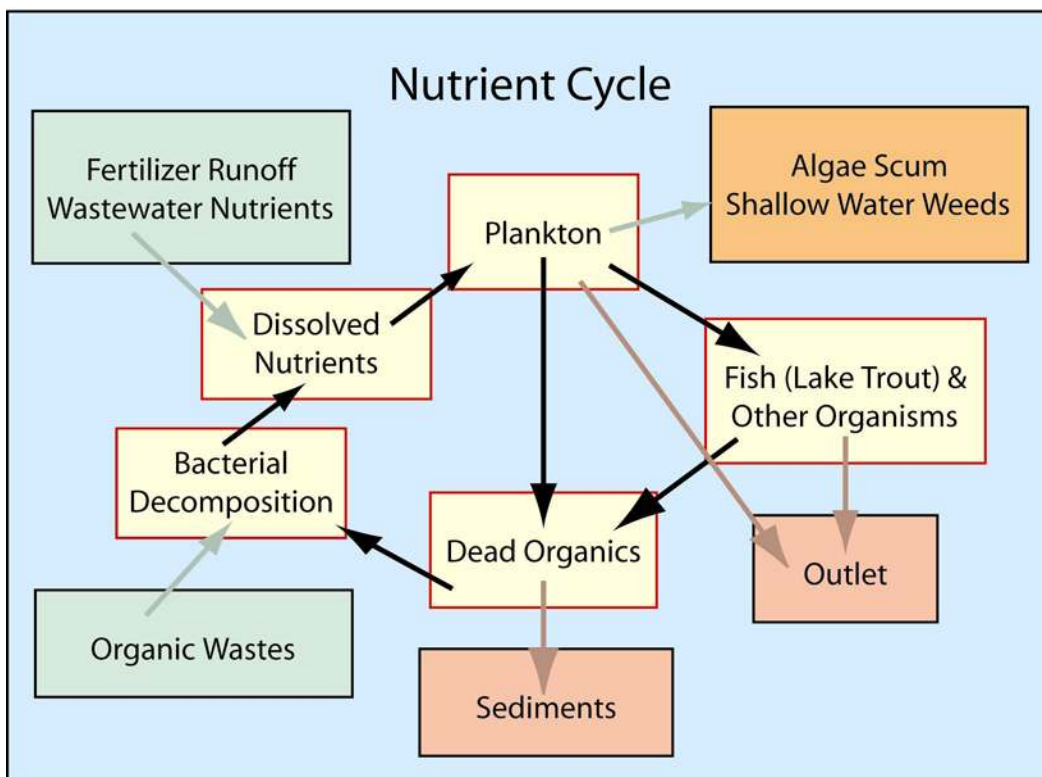 Nutrient Cycle
Fertilizer Runoff
Wastewater Nutrients
Algae Scum
Shallow Water Weeds
Plankton
Dissolved
Nutrients
Fish (Lake Trout) &
Other Organisms
Bacterial
Decomposition
Dead Organics
Outlet
Organic Wastes
Sediments